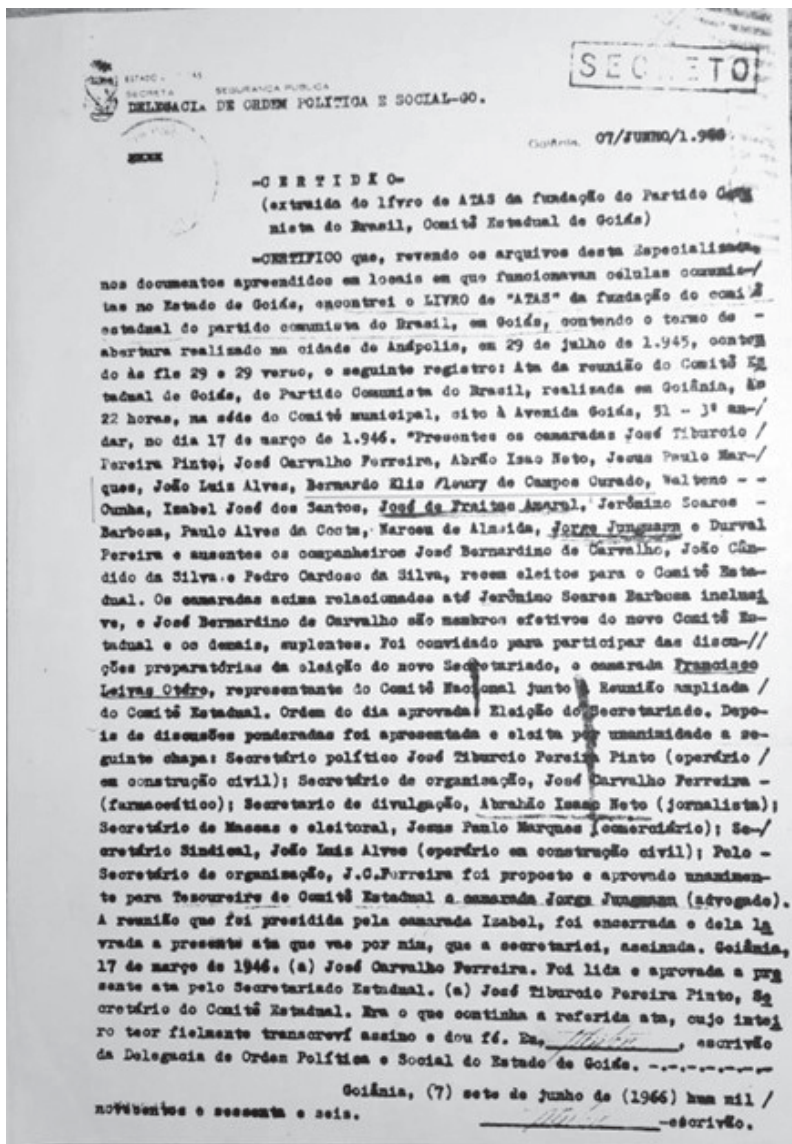 SECRETO
ESTADO
SECRETA SEGURANÇA PUBLICA
DELEGACIA DE ORDEM POLITICA E SOCIAL-GO.
Goiânia, 07/JUNHO/1.966
-C E R T I D Ã O-
(extraida do livro de ATAS da fundação do Partido Comu
nista do Brasil, Comitê Estadual de Goiás)
-CERTIFICO que, revendo os arquivos desta Especializada,
nos documentos apreendidos em locais em que funcionavam células comunis-/
tas no Estado de Goiás, encontrei o LIVRO de "ATAS" da fundação do comitê
estadual do partido comunista do Brasil, em Goiás, contendo o termo de -
abertura realizado na cidade de Anápolis, em 29 de julho de 1.945, conten
do às fls 29 e 29 verso, o seguinte registro: Ata da reunião do Comitê Es
tadual de Goiás, do Partido Comunista do Brasil, realizada em Goiânia, às
22 horas, na séde do Comitê municipal, sito à Avenida Goiás, 51 - 3º an-/
dar, no dia 17 de março de 1.946. "Presentes os camaradas José Tiburcio /
Pereira Pinto, José Carvalho Ferreira, Abrão Isac Neto, Jesus Paulo Mar-/
ques, João Luiz Alves, Bernardo Elis Fleury de Campos Curado, Walteno - -
Cunha, Izabel José dos Santos, José de Freitas Amaral, Jerônimo Soares -
Barbosa, Paulo Alves da Costa, Narceu de Almeida, Jorge Jungmann e Durval
Pereira e ausentes os companheiros José Bernardino de Carvalho, João Cân-
dido da Silva e Pedro Cardoso da Silva, recem eleitos para o Comitê Esta-
dual. Os camaradas acima relacionados até Jerônimo Soares Barbosa inclusi
ve, e José Bernardino de Carvalho são membros efetivos do novo Comitê Es-
tadual e os demais, suplentes. Foi convidado para participar das discu-//
ções preparatórias da eleição do novo Secretariado, o camarada Francisco
Leivas Otéro, representante do Comitê Nacional junto à Reunião ampliada /
do Comitê Estadual. Ordem do dia aprovada: Eleição do Secretariado. Depo-
is de discussões ponderadas foi apresentada e eleita por unanimidade a se-
guinte chapa: Secretário político José Tiburcio Pereira Pinto (operário /
em construção civil); Secretário de organisação, José Carvalho Ferreira -
(farmacêutico); Secretario de divulgação, Abrahão Isaac Neto (jornalista);
Secretário de Massas e eleitoral, Jesus Paulo Marques (comerciário); Se-/
cretário Sindical, João Luis Alves (operário em construção civil); Pelo -
Secretário de organisação, J.C.Ferreira foi proposto e aprovado unanimen-
te para Tesoureiro do Comitê Estadual a camarada Jorge Jungmann (advogado).
A reunião que foi presidida pela camarada Izabel, foi encerrada e dela la
vrada a presente ata que vae por mim, que a secretariei, assinada. Goiânia,
17 de março de 1946. (a) José Carvalho Ferreira. Foi lida e aprovada a pre
sente ata pelo Secretariado Estadual. (a) José Tiburcio Pereira Pinto, Se
cretário do Comitê Estadual. Era o que continha a referida ata, cujo intei
ro teor fielmente transcreví assino e dou fé. Eu, , escrivão
da Delegacia de Ordem Política e Social do Estado de Goiás. -.-.-.-.-.-.-
Goiânia, (7) sete de junho de (1966) hum mil /
novecentos e sessenta e seis.
-escrivão.